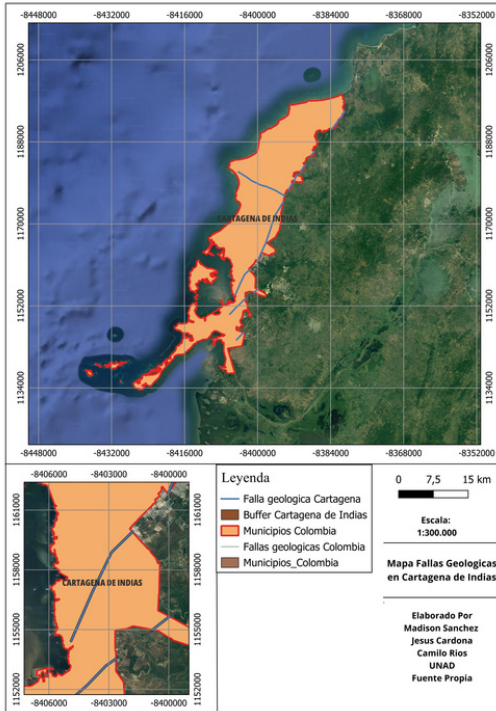 -8448000 -8432000 -8416000 -8400000 -8384000 -8368000 -8352000
1206000 1206000
1188000 1188000
1170000 1170000
CARTAGENA DE INDIAS
1152000 1152000
1134000 1134000
-8448000 -8432000 -8416000 -8400000 -8384000 -8368000 -8352000
-8406000 -8403000 -8400000
1161000 1161000
1158000 1158000
CARTAGENA DE INDIAS
1155000 1155000
1152000 1152000
-8406000 -8403000 -8400000
Leyenda
Falla geologica Cartagena
Buffer Cartagena de Indias
Municipios Colombia
Fallas geologicas Colombia
Municipios_Colombia
0 7,5 15 km
Escala:
1:300.000
Mapa Fallas Geologicas
en Cartagena de Indias
Elaborado Por
Madison Sanchez
Jesus Cardona
Camilo Rios
UNAD
Fuente Propia